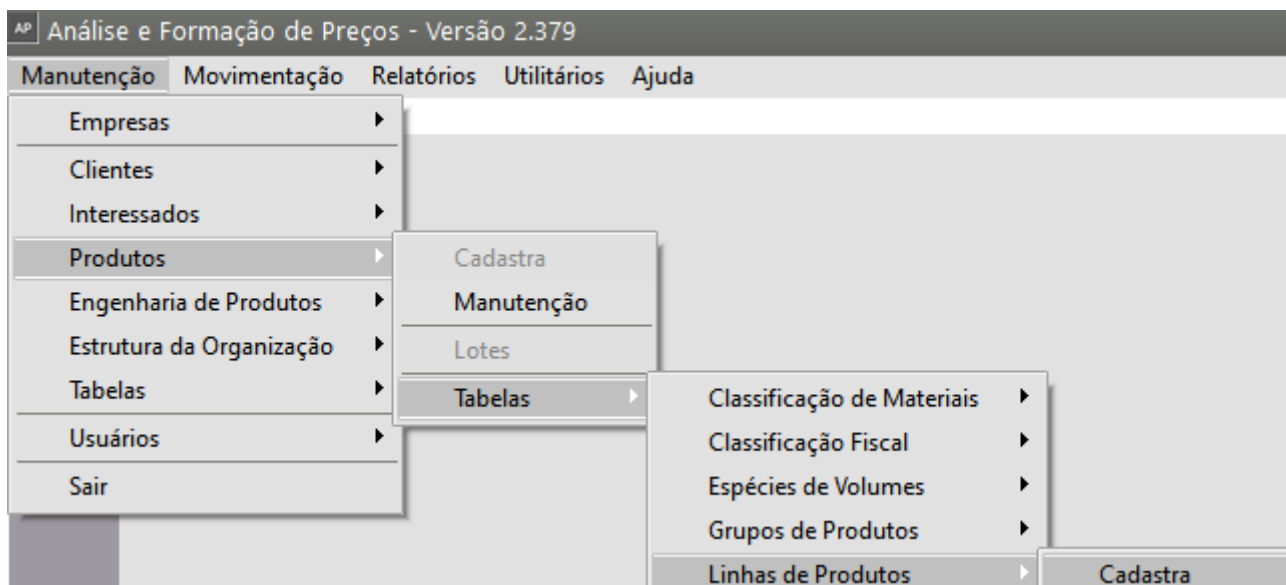 AP Análise e Formação de Preços - Versão 2.379
Manutenção Movimentação Relatórios Utilitários Ajuda
Empresas
Clientes
Interessados
Produtos
Engenharia de Produtos
Estrutura da Organização
Tabelas
Usuários
Sair
Cadastra
Manutenção
Lotes
Tabelas
Classificação de Materiais
Classificação Fiscal
Espécies de Volumes
Grupos de Produtos
Linhas de Produtos
Cadastra